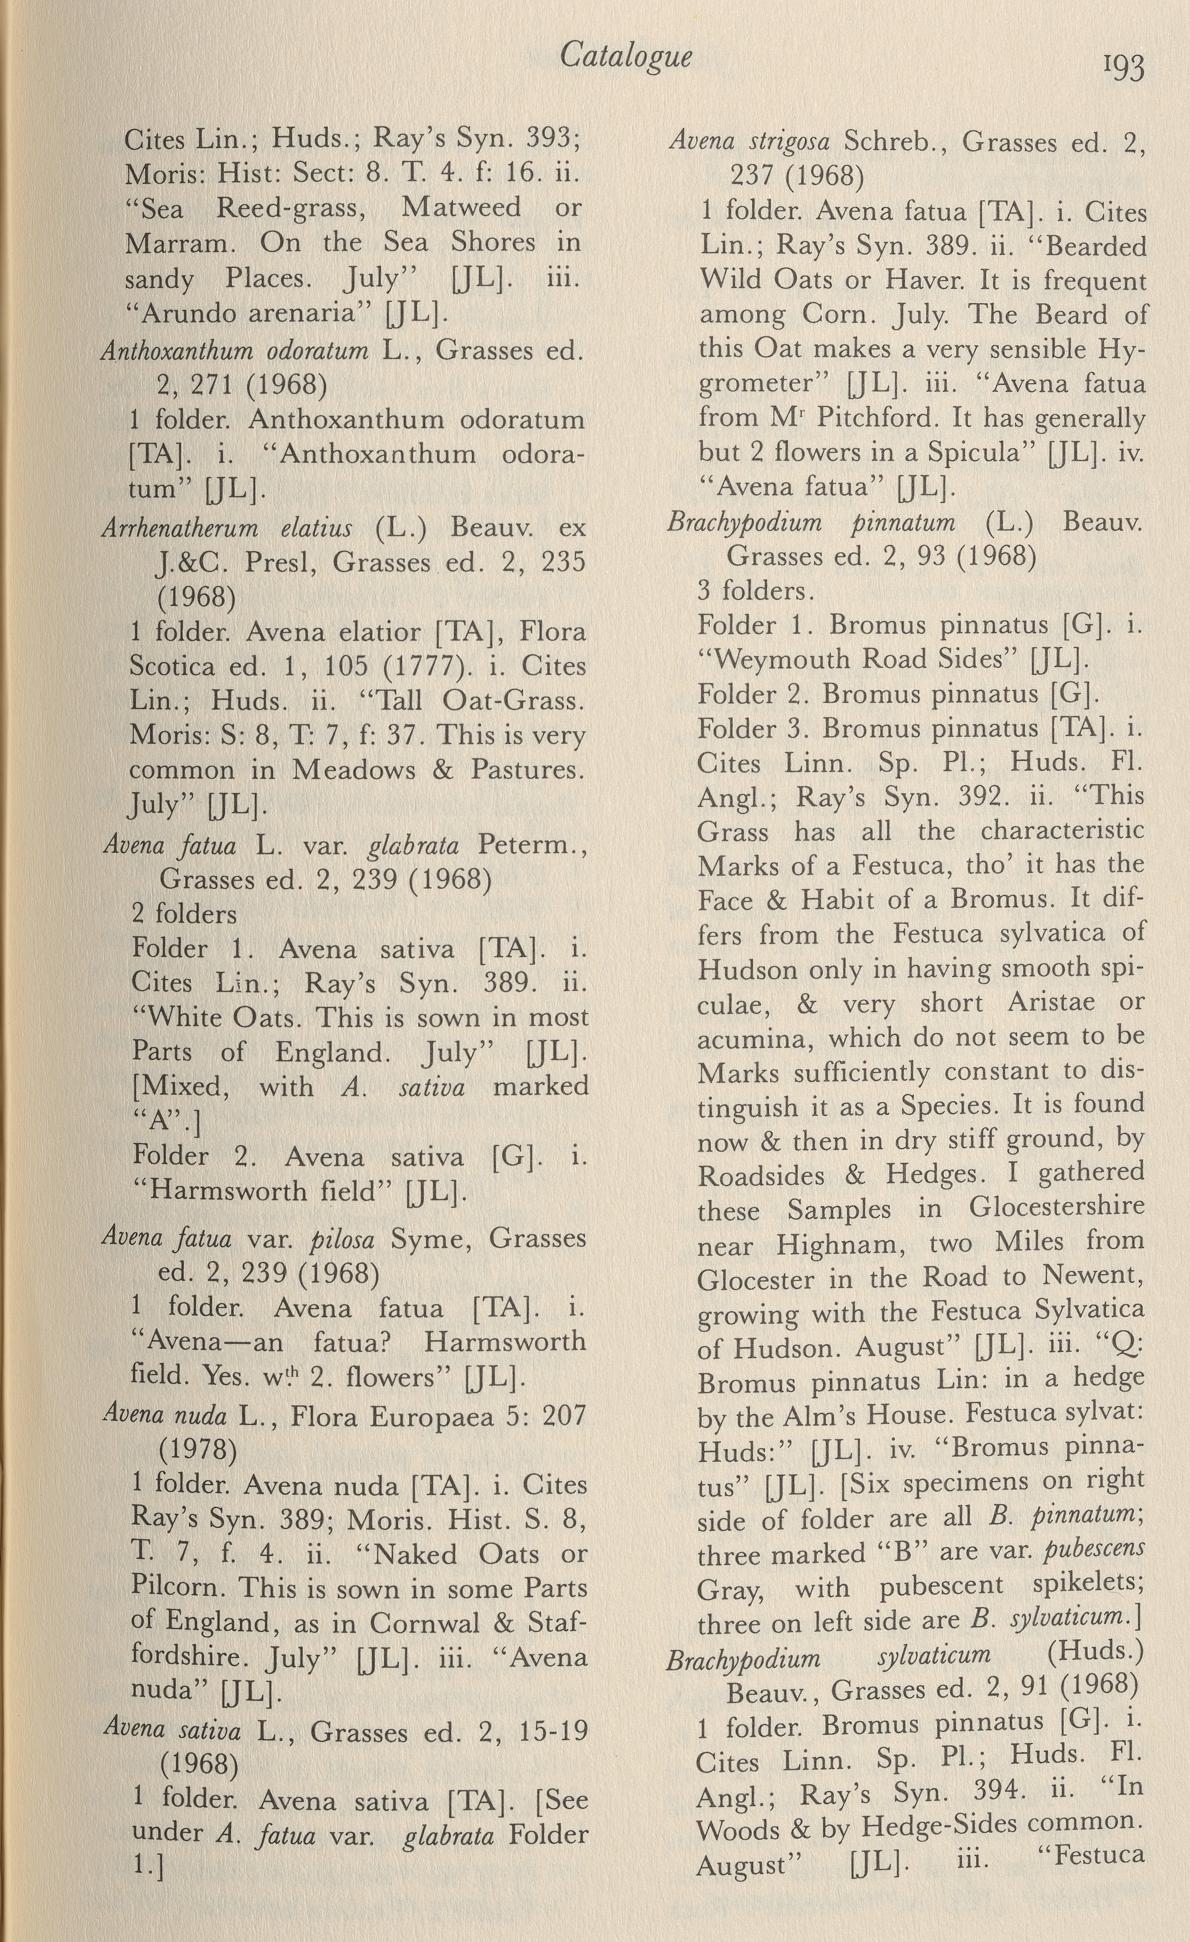 Catalogue
193
Cites Lin.; Huds.; Ray's Syn. 393;
Moris: Hist: Sect: 8. T. 4. f: 16. ii.
“Sea Reed-grass, Matweed or
Marram. On the Sea Shores in
sandy Places. July” [JL]. iii.
“Arundo arenaria” [JL].
Anthoxanthum odoratum L., Grasses ed.
2, 271 (1968)
1 folder. Anthoxanthum odoratum
[TA]. i. “Anthoxanthum odora-
tum” [JL].
Arrhenatherum elatius (L.) Beauv. ex
J.&C. Presl, Grasses ed. 2, 235
(1968)
1 folder. Avena elatior [TA], Flora
Scotica ed. 1, 105 (1777). i. Cites
Lin.; Huds. ii. “Tall Oat-Grass.
Moris: S: 8, T: 7, f: 37. This is very
common in Meadows & Pastures.
July” [JL].
Avena fatua L. var. glabrata Peterm.,
Grasses ed. 2, 239 (1968)
2 folders
Folder 1. Avena sativa [TA]. i.
Cites Lin.; Ray's Syn. 389. ii.
“White Oats. This is sown in most
Parts of England. July” [JL].
[Mixed, with A. sativa marked
“A”.]
Folder 2. Avena sativa [G]. i.
“Harmsworth field” [JL].
Avena fatua var. pilosa Syme, Grasses
ed. 2, 239 (1968)
1 folder. Avena fatua [TA]. i.
“Avena—an fatua? Harmsworth
field. Yes. wth 2. flowers” [JL].
Avena nuda L., Flora Europaea 5: 207
(1978)
1 folder. Avena nuda [TA]. i. Cites
Ray's Syn. 389; Moris. Hist. S. 8,
T. 7, f. 4. ii. “Naked Oats or
Pilcorn. This is sown in some Parts
of England, as in Cornwal & Staf-
fordshire. July” [JL]. iii. “Avena
nuda” [JL].
Avena sativa L., Grasses ed. 2, 15-19
(1968)
1 folder. Avena sativa [TA]. [See
under A. fatua var. glabrata Folder
1.]
Avena strigosa Schreb., Grasses ed. 2,
237 (1968)
1 folder. Avena fatua [TA]. i. Cites
Lin.; Ray's Syn. 389. ii. “Bearded
Wild Oats or Haver. It is frequent
among Corn. July. The Beard of
this Oat makes a very sensible Hy-
grometer” [JL]. iii. “Avena fatua
from Mr Pitchford. It has generally
but 2 flowers in a Spicula” [JL]. iv.
“Avena fatua” [JL].
Brachypodium pinnatum (L.) Beauv.
Grasses ed. 2, 93 (1968)
3 folders.
Folder 1. Bromus pinnatus [G]. i.
“Weymouth Road Sides” [JL].
Folder 2. Bromus pinnatus [G].
Folder 3. Bromus pinnatus [TA]. i.
Cites Linn. Sp. Pl.; Huds. Fl.
Angl.; Ray's Syn. 392. ii. “This
Grass has all the characteristic
Marks of a Festuca, tho' it has the
Face & Habit of a Bromus. It dif-
fers from the Festuca sylvatica of
Hudson only in having smooth spi-
culae, & very short Aristae or
acumina, which do not seem to be
Marks sufficiently constant to dis-
tinguish it as a Species. It is found
now & then in dry stiff ground, by
Roadsides & Hedges. I gathered
these Samples in Glocestershire
near Highnam, two Miles from
Glocester in the Road to Newent,
growing with the Festuca Sylvatica
of Hudson. August” [JL]. iii. “Q:
Bromus pinnatus Lin: in a hedge
by the Alm's House. Festuca sylvat:
Huds:” [JL]. iv. “Bromus pinna-
tus” [JL]. [Six specimens on right
side of folder are all B. pinnatum;
three marked “B” are var. pubescens
Gray, with pubescent spikelets;
three on left side are B. sylvaticum.]
Brachypodium sylvaticum (Huds.)
Beauv., Grasses ed. 2, 91 (1968)
1 folder. Bromus pinnatus [G]. i.
Cites Linn. Sp. Pl.; Huds. Fl.
Angl.; Ray's Syn. 394. ii. “In
Woods & by Hedge-Sides common.
August” [JL]. iii. “Festuca